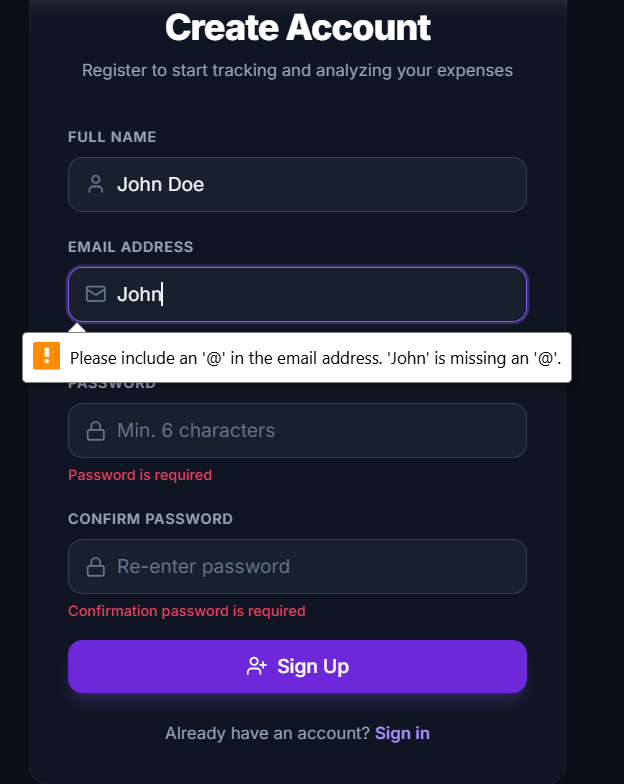 Create Account
Register to start tracking and analyzing your expenses
FULL NAME
John Doe
EMAIL ADDRESS
John
Please include an '@' in the email address. 'John' is missing an '@'.
PASSWORD
Min. 6 characters
Password is required
CONFIRM PASSWORD
Re-enter password
Confirmation password is required
Sign Up
Already have an account? Sign in